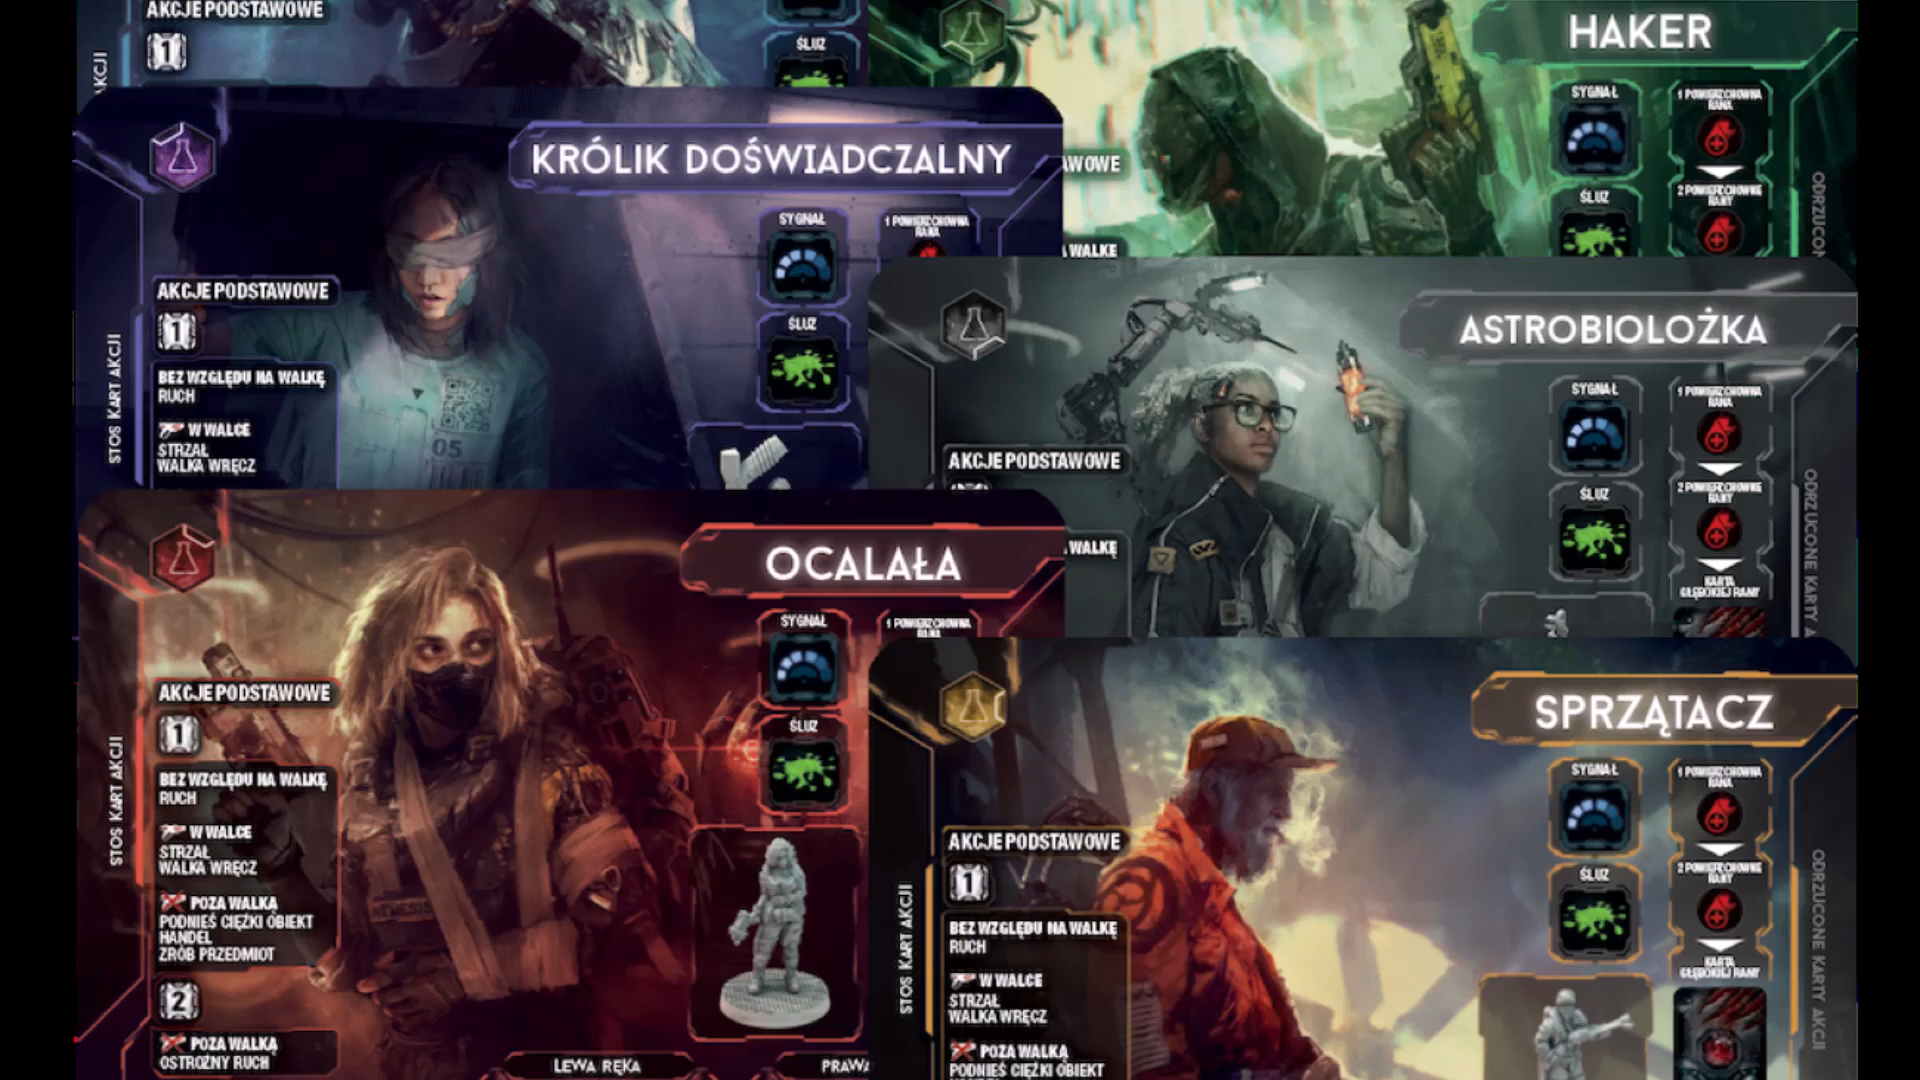 AKCJE PODSTAWOWE
1
AKCJI
ŚLUZ
HAKER
SYGNAŁ
1 POWIERZCHOWNA
RANA
ŚLUZ
2 POWIERZCHOWNE
RANY
WALKĘ
KRÓLIK DOŚWIADCZALNY
SYGNAŁ
1 POWIERZCHOWNA
RANA
ŚLUZ
AKCJE PODSTAWOWE
1
BEZ WZGLĘDU NA WALKĘ
RUCH
W WALCE
STRZAŁ
WALKA WRĘCZ
STOS KART AKCJI
05
ASTROBIOLOŻKA
SYGNAŁ
1 POWIERZCHOWNA
RANA
ŚLUZ
2 POWIERZCHOWNE
RANY
KARTA
GŁĘBOKIEJ RANY
AKCJE PODSTAWOWE
WALKĘ
ODRZUCONE KARTY A
OCALAŁA
SYGNAŁ
1 POWIERZCHOWNA
RANA
ŚLUZ
AKCJE PODSTAWOWE
1
BEZ WZGLĘDU NA WALKĘ
RUCH
W WALCE
STRZAŁ
WALKA WRĘCZ
POZA WALKĄ
PODNIEŚ CIĘŻKI OBIEKT
HANDEL
ZRÓB PRZEDMIOT
2
POZA WALKĄ
OSTROŻNY RUCH
STOS KART AKCJI
NEMESIS
LEWA RĘKA
PRAWA
SPRZĄTACZ
SYGNAŁ
1 POWIERZCHOWNA
RANA
ŚLUZ
2 POWIERZCHOWNE
RANY
KARTA
GŁĘBOKIEJ RANY
AKCJE PODSTAWOWE
1
BEZ WZGLĘDU NA WALKĘ
RUCH
W WALCE
STRZAŁ
WALKA WRĘCZ
POZA WALKĄ
PODNIEŚ CIĘŻKI OBIEKT
STOS KART AKCJI
ODRZUCONE KARTY AKCJI